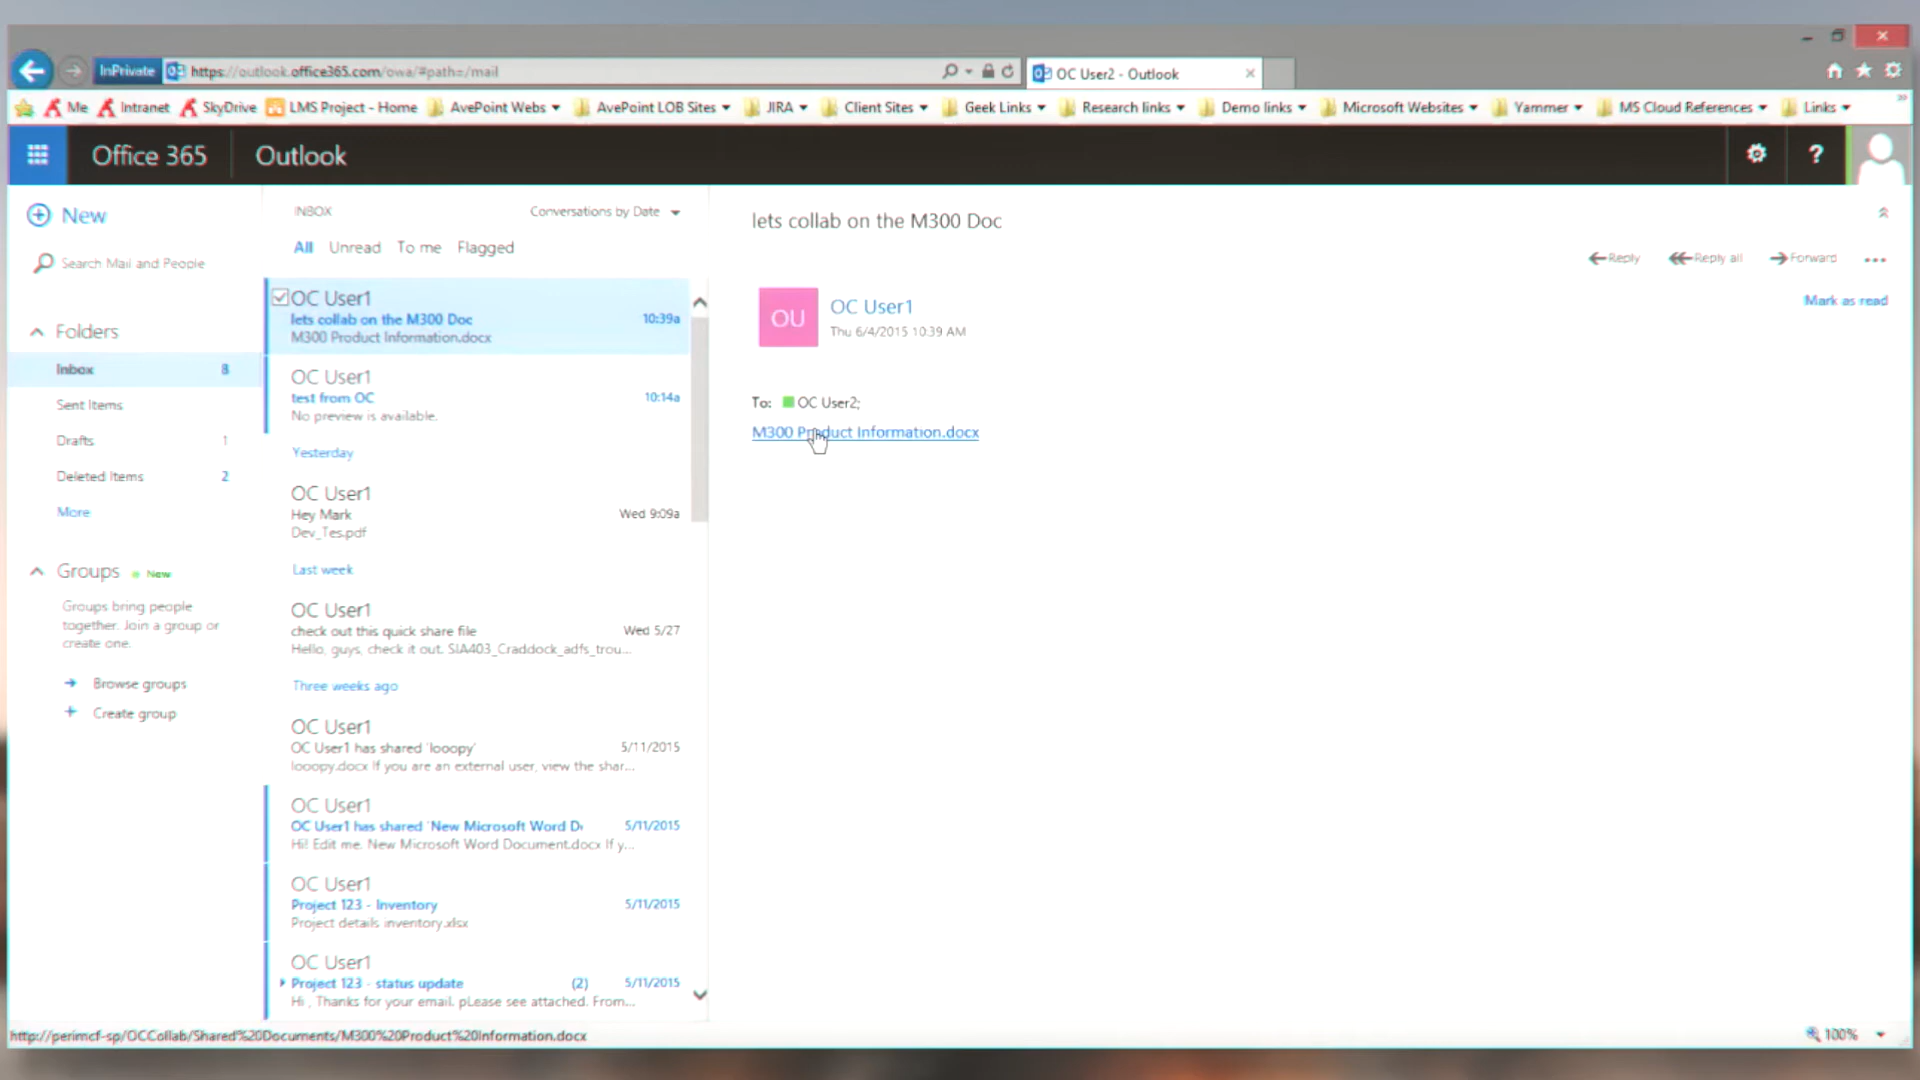 InPrivate https://outlook.office365.com/owa/#path=/mail
OC User2 - Outlook
Me Intranet SkyDrive LMS Project - Home AvePoint Webs AvePoint LOB Sites JIRA Client Sites Geek Links Research links Demo links Microsoft Websites Yammer MS Cloud References Links
Office 365 Outlook ?
New
Search Mail and People
Folders
Inbox 8
Sent Items
Drafts 1
Deleted Items 2
More
Groups New
Groups bring people
together. Join a group or
create one.
Browse groups
Create group
INBOX Conversations by Date
All Unread To me Flagged
OC User1
lets collab on the M300 Doc 10:39a
M300 Product Information.docx
OC User1
test from OC 10:14a
No preview is available.
Yesterday
OC User1
Hey Mark Wed 9:09a
Dev_Tes.pdf
Last week
OC User1
check out this quick share file Wed 5/27
Hello, guys, check it out. SIA403_Craddock_adfs_trou...
Three weeks ago
OC User1
OC User1 has shared 'looopy' 5/11/2015
looopy.docx If you are an external user, view the shar...
OC User1
OC User1 has shared 'New Microsoft Word D 5/11/2015
Hi! Edit me. New Microsoft Word Document.docx If y...
OC User1
Project 123 - Inventory 5/11/2015
Project details inventory.xlsx
OC User1
Project 123 - status update (2) 5/11/2015
Hi , Thanks for your email. pLease see attached. From...
lets collab on the M300 Doc
Reply Reply all Forward ...
Mark as read
OU
OC User1
Thu 6/4/2015 10:39 AM
To: OC User2;
M300 Product Information.docx
http://perimcf-sp/OCCollab/Shared%20Documents/M300%20Product%20Information.docx
100%